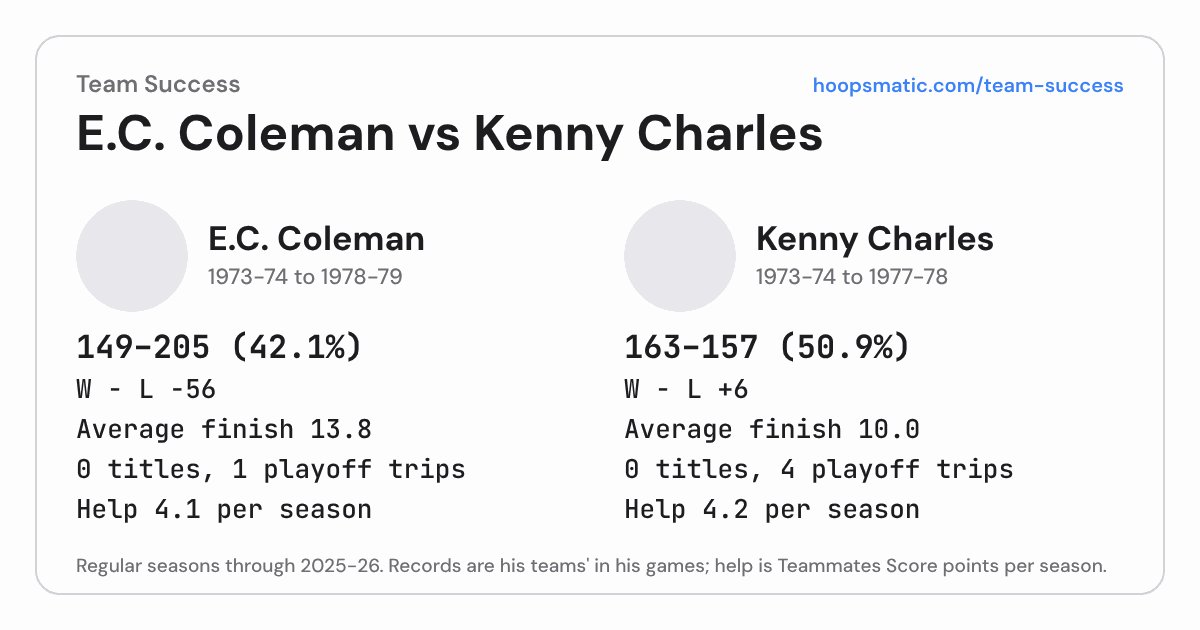 Team Success
hoopsmatic.com/team-success
E.C. Coleman vs Kenny Charles
E.C. Coleman
1973-74 to 1978-79
149-205 (42.1%)
W - L -56
Average finish 13.8
0 titles, 1 playoff trips
Help 4.1 per season
Kenny Charles
1973-74 to 1977-78
163-157 (50.9%)
W - L +6
Average finish 10.0
0 titles, 4 playoff trips
Help 4.2 per season
Regular seasons through 2025-26. Records are his teams' in his games; help is Teammates Score points per season.